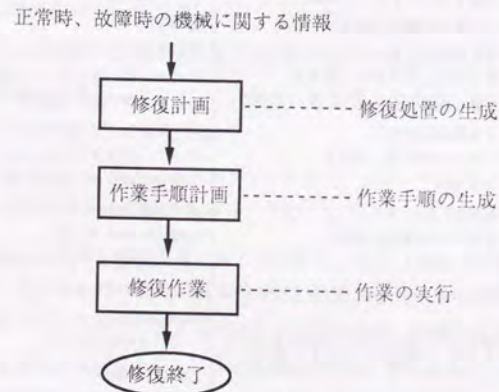 正常時、故障時の機械に関する情報
修復計画
修復処置の生成
作業手順計画
作業手順の生成
修復作業
作業の実行
修復終了